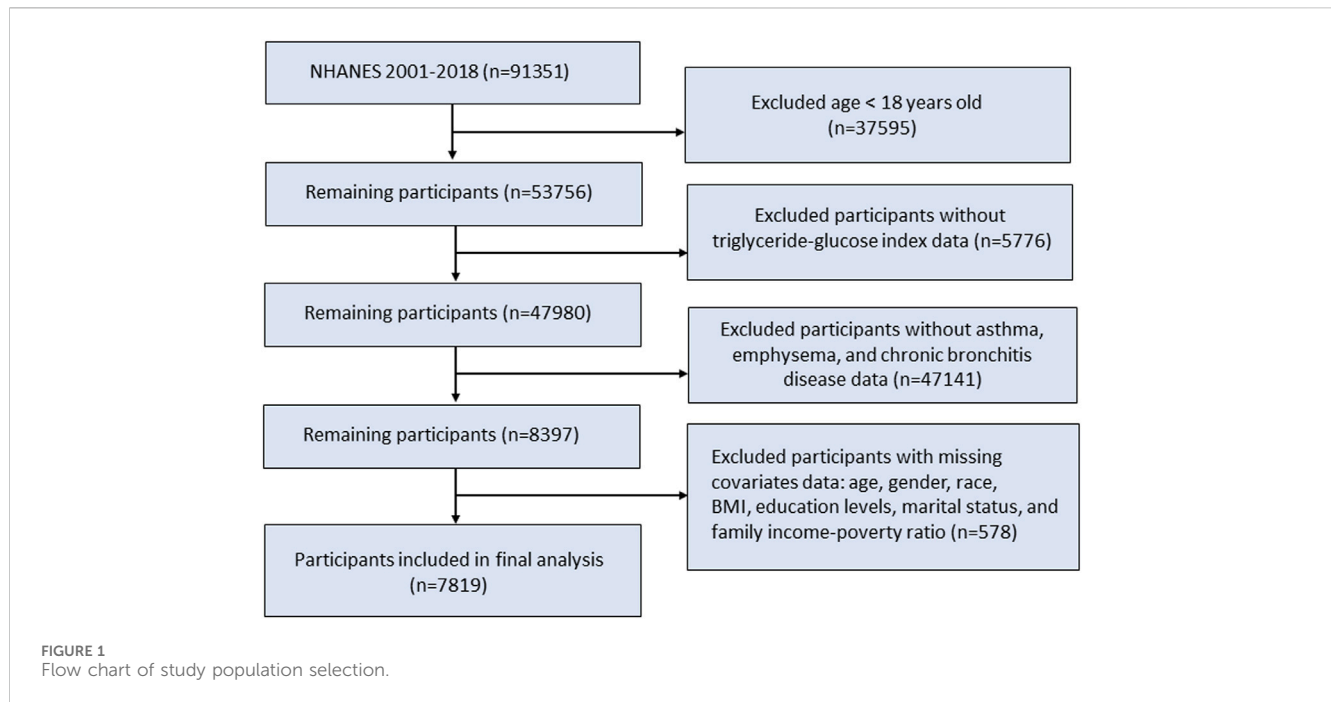 NHANES 2001-2018 (n=91351)
Excluded age < 18 years old
(n=37595)
Remaining participants (n=53756)
Excluded participants without
triglyceride-glucose index data (n=5776)
Remaining participants (n=47980)
Excluded participants without asthma,
emphysema, and chronic bronchitis
disease data (n=47141)
Remaining participants (n=8397)
Excluded participants with missing
covariates data: age, gender, race,
BMI, education levels, marital status, and
family income-poverty ratio (n=578)
Participants included in final analysis
(n=7819)
FIGURE 1
Flow chart of study population selection.